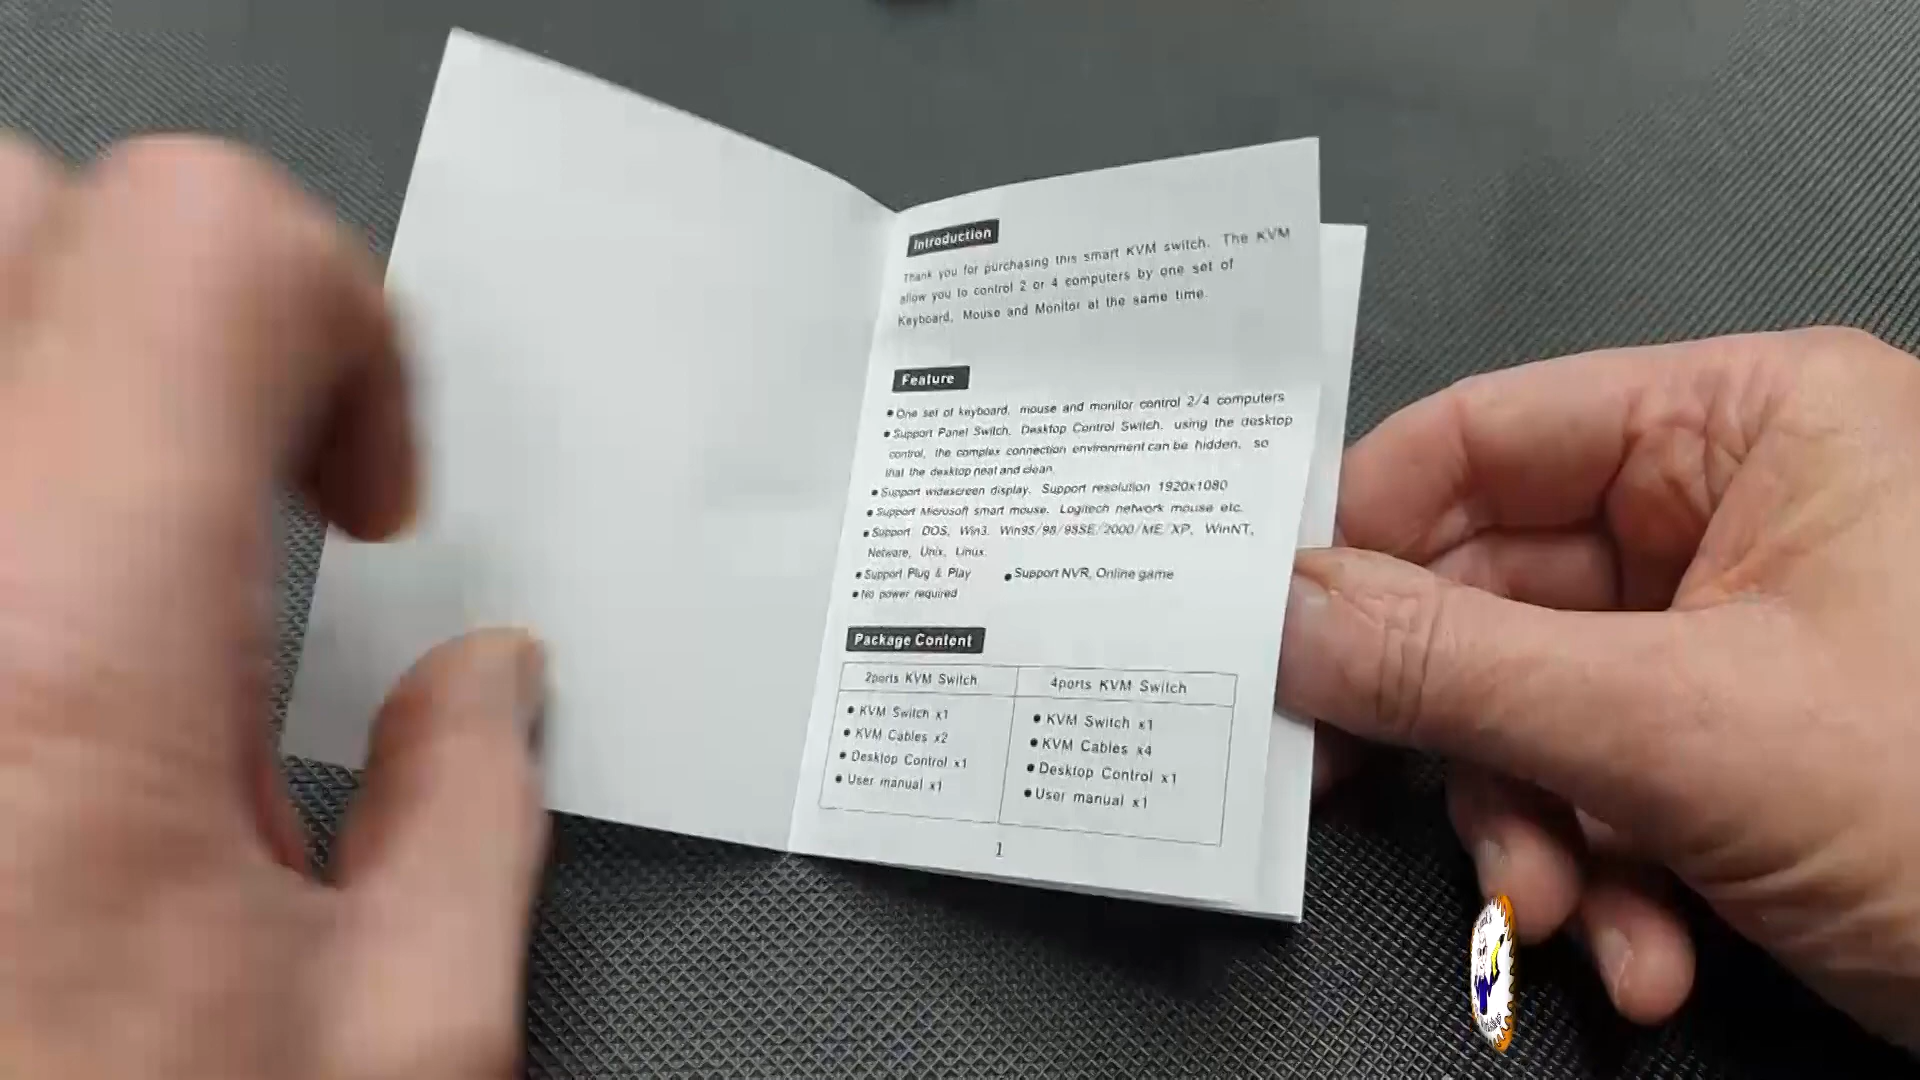 Introduction
Thank you for purchasing this smart KVM switch. The KVM
allow you to control 2 or 4 computers by one set of
Keyboard, Mouse and Monitor at the same time.
Feature
●One set of keyboard, mouse and monitor control 2/4 computers
●Support Panel Switch, Desktop Control Switch, using the desktop
control, the complex connection environment can be hidden, so
that the desktop neat and clean.
●Support widescreen display. Support resolution 1920x1080
●Support Microsoft smart mouse, Logitech network mouse etc.
●Support DOS, Win3, Win95/98/98SE/2000/ME XP, WinNT,
Netware, Unix, Linux.
●Support Plug & Play ●Support NVR, Online game
●No power required
Package Content
2ports KVM Switch 4ports KVM Switch
●KVM Switch x1 ●KVM Switch x1
●KVM Cables x2 ●KVM Cables x4
●Desktop Control x1 ●Desktop Control x1
●User manual x1 ●User manual x1
1